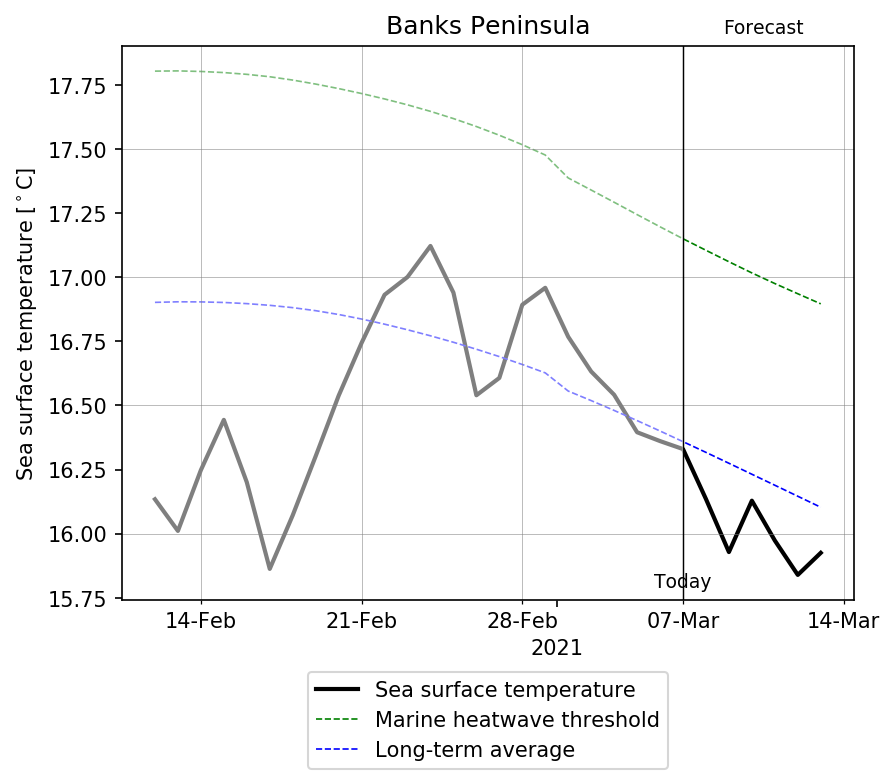 Banks Peninsula
Forecast
Sea surface temperature [°C]
17.75
17.50
17.25
17.00
16.75
16.50
16.25
16.00
15.75
Today
14-Feb 21-Feb 28-Feb 07-Mar 14-Mar
2021
Sea surface temperature
Marine heatwave threshold
Long-term average